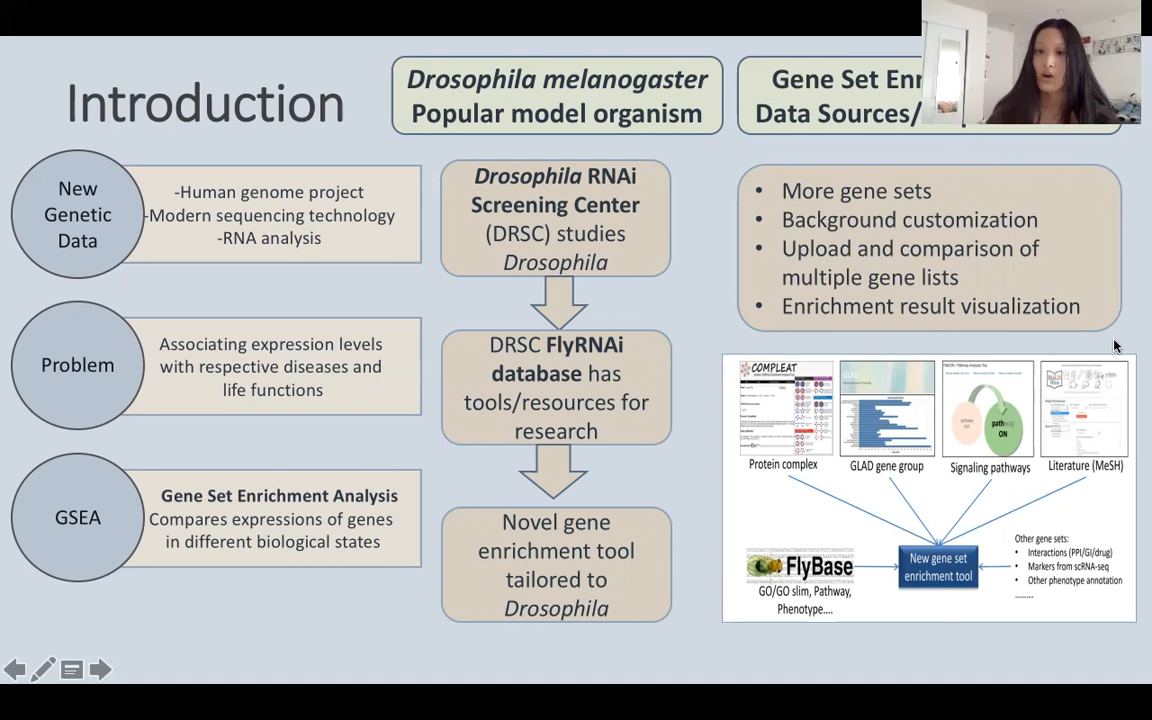 Introduction
Drosophila melanogaster
Popular model organism
Gene Set
Data Sources/
New
Genetic
Data
-Human genome project
-Modern sequencing technology
-RNA analysis
Problem
Associating expression levels
with respective diseases and
life functions
GSEA
Gene Set Enrichment Analysis
Compares expressions of genes
in different biological states
Drosophila RNAi
Screening Center
(DRSC) studies
Drosophila
DRSC FlyRNAi
database has
tools/resources for
research
Novel gene
enrichment tool
tailored to
Drosophila
• More gene sets
• Background customization
• Upload and comparison of
multiple gene lists
• Enrichment result visualization
COMPLEAT
GLAD
pathway
ON
Protein complex
GLAD gene group
Signaling pathways
Literature (MeSH)
FlyBase
GO/GO slim, Pathway,
Phenotype....
New gene set
enrichment tool
Other gene sets:
• Interactions (PPI/GI/drug)
• Markers from scRNA-seq
• Other phenotype annotation